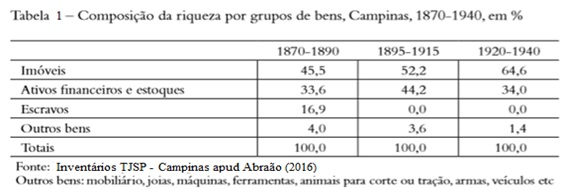 Tabela 1 – Composição da riqueza por grupos de bens, Campinas, 1870-1940, em %
1870-1890 1895-1915 1920-1940
Imóveis 45,5 52,2 64,6
Ativos financeiros e estoques 33,6 44,2 34,0
Escravos 16,9 0,0 0,0
Outros bens 4,0 3,6 1,4
Totais 100,0 100,0 100,0
Fonte: Inventários TJSP - Campinas apud Abraão (2016)
Outros bens: mobiliário, joias, máquinas, ferramentas, animais para corte ou tração, armas, veículos etc